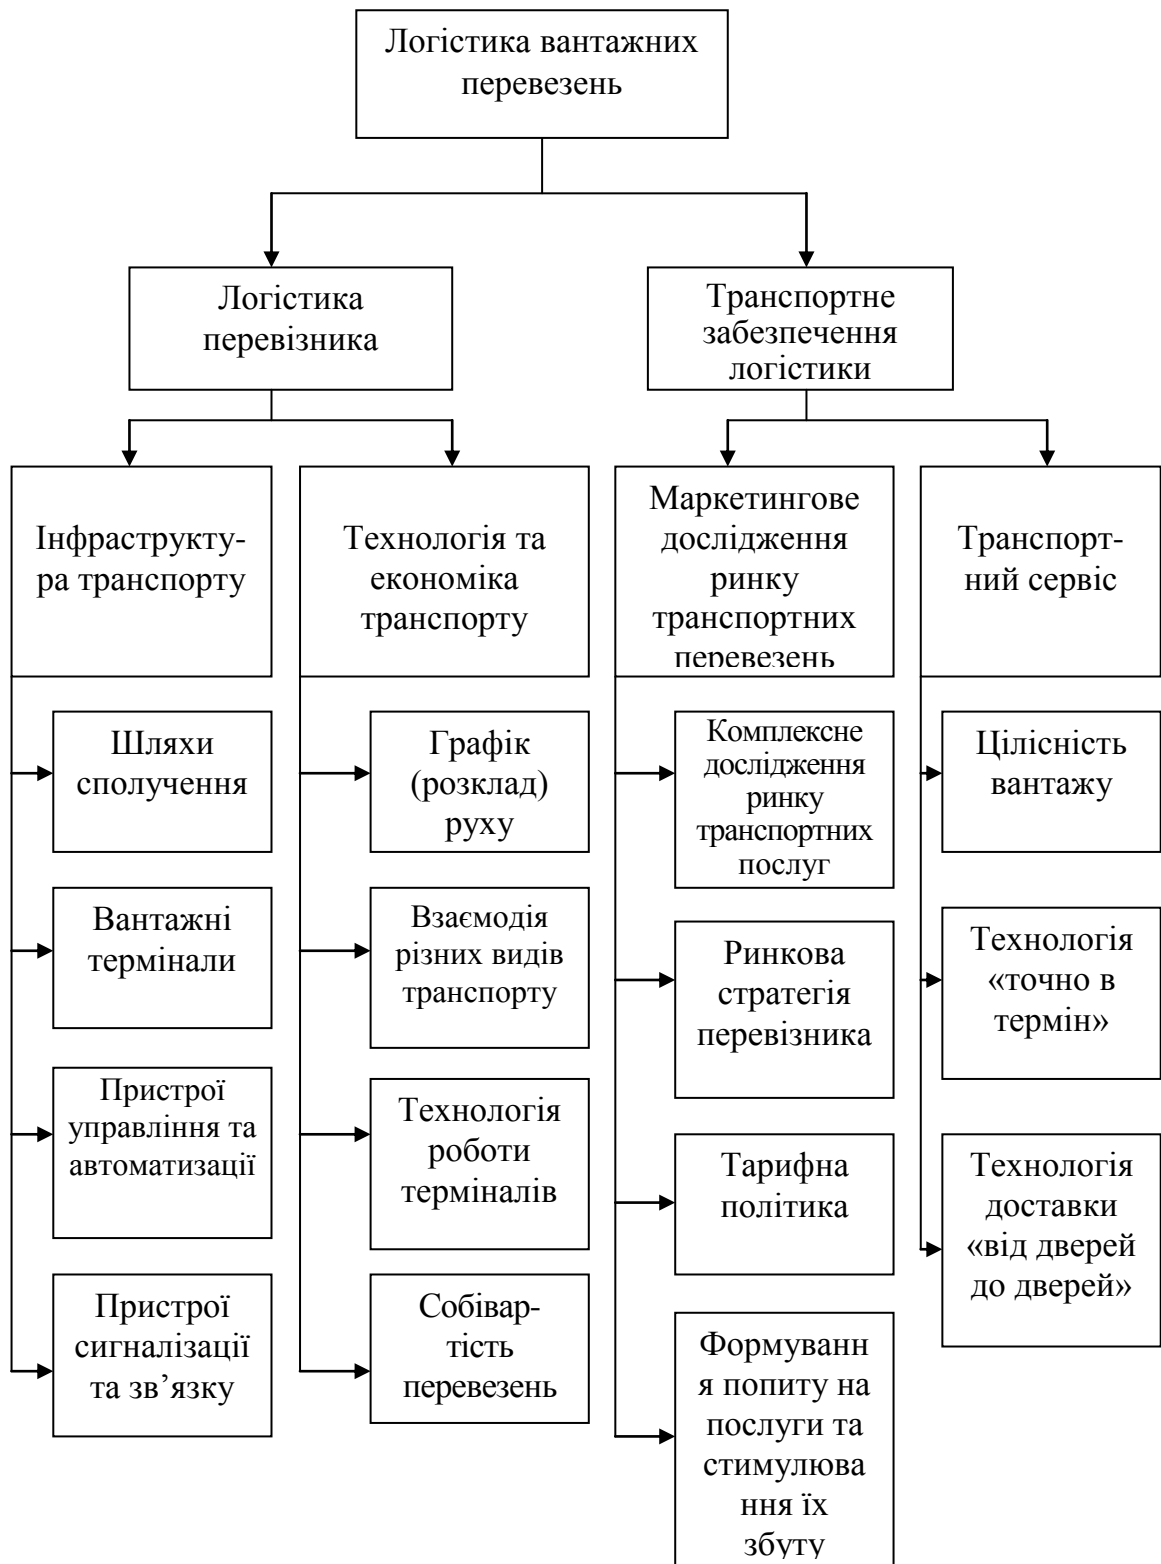 Логістика вантажних
перевезень
Логістика
перевізника
Транспортне
забезпечення
логістики
Інфраструкту-
ра транспорту
Технологія та
економіка
транспорту
Маркетингове
дослідження
ринку
транспортних
перевезень
Транспорт-
ний сервіс
Шляхи
сполучення
Вантажні
термінали
Пристрої
управління та
автоматизації
Пристрої
сигналізації
та зв’язку
Графік
(розклад)
руху
Взаємодія
різних видів
транспорту
Технологія
роботи
терміналів
Собівар-
тість
перевезень
Комплексне
дослідження
ринку
транспортних
послуг
Ринкова
стратегія
перевізника
Тарифна
політика
Формуванн
я попиту на
послуги та
стимулюва
ння їх
збуту
Цілісність
вантажу
Технологія
«точно в
термін»
Технологія
доставки
«від дверей
до дверей»